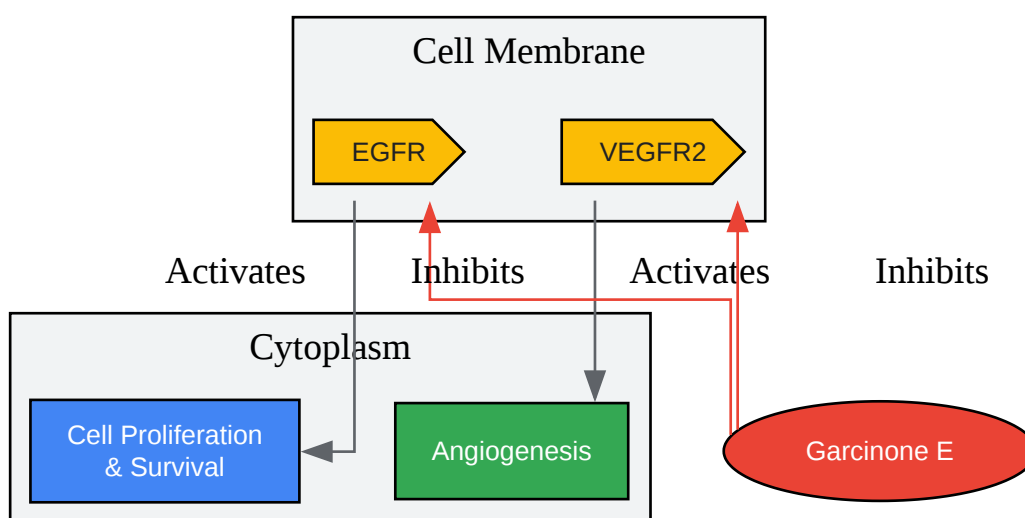 Cell Membrane
EGFR
VEGFR2
Activates
Inhibits
Activates
Inhibits
Cytoplasm
Cell Proliferation
& Survival
Angiogenesis
Garcinone E